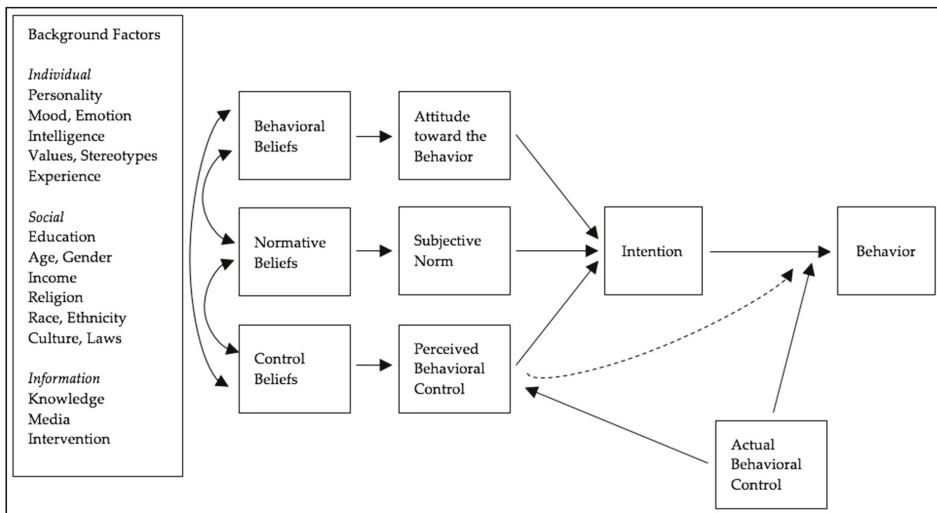 Background Factors
Individual
Personality
Mood, Emotion
Intelligence
Values, Stereotypes
Experience
Social
Education
Age, Gender
Income
Religion
Race, Ethnicity
Culture, Laws
Information
Knowledge
Media
Intervention
Behavioral
Beliefs
Attitude
toward the
Behavior
Normative
Beliefs
Subjective
Norm
Control
Beliefs
Perceived
Behavioral
Control
Intention
Behavior
Actual
Behavioral
Control